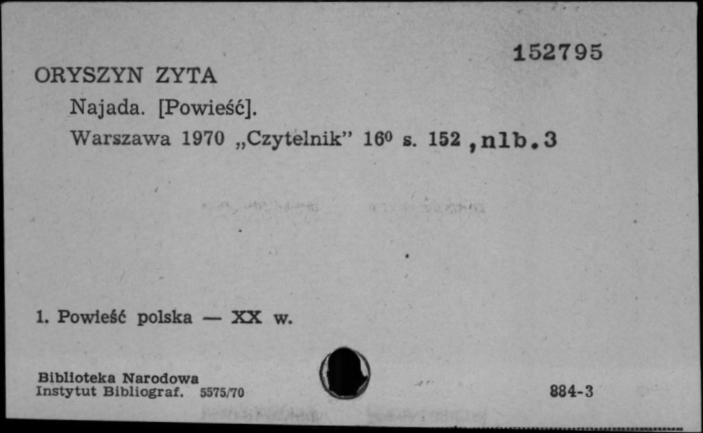 152795
ORYSZYN ZYTA
Najada. [Powieść].
Warszawa 1970 „Czytelnik” 16⁰ s. 152 ,nlb.3
1. Powieść polska — XX w.
Biblioteka Narodowa
Instytut Bibliograf. 5575/70
884-3